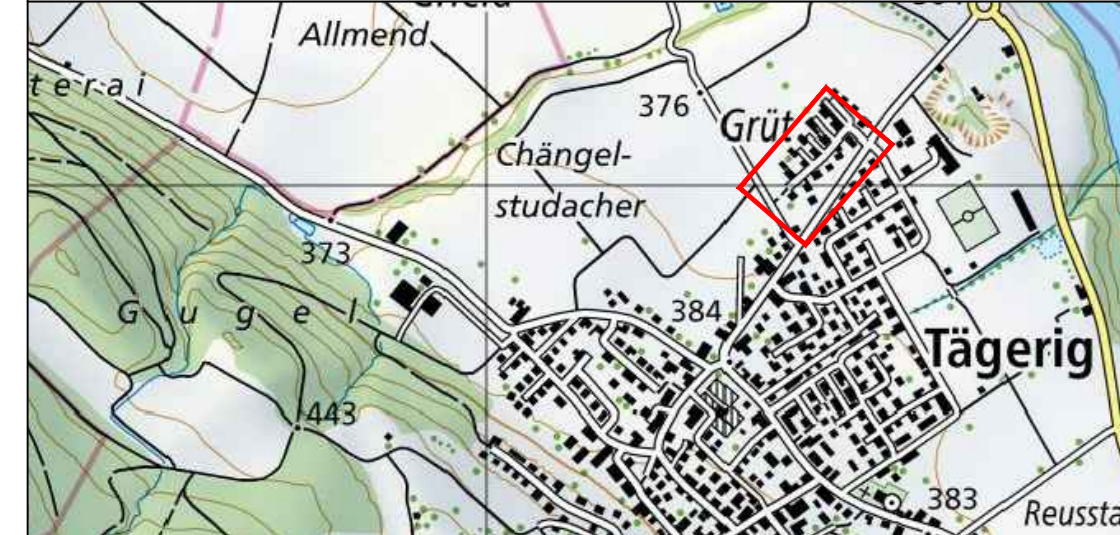 Allmend
t e r a i
376
Grüt
Chängel-
studacher
373
G u g e l
384
Tägerig
443
383
Reussta